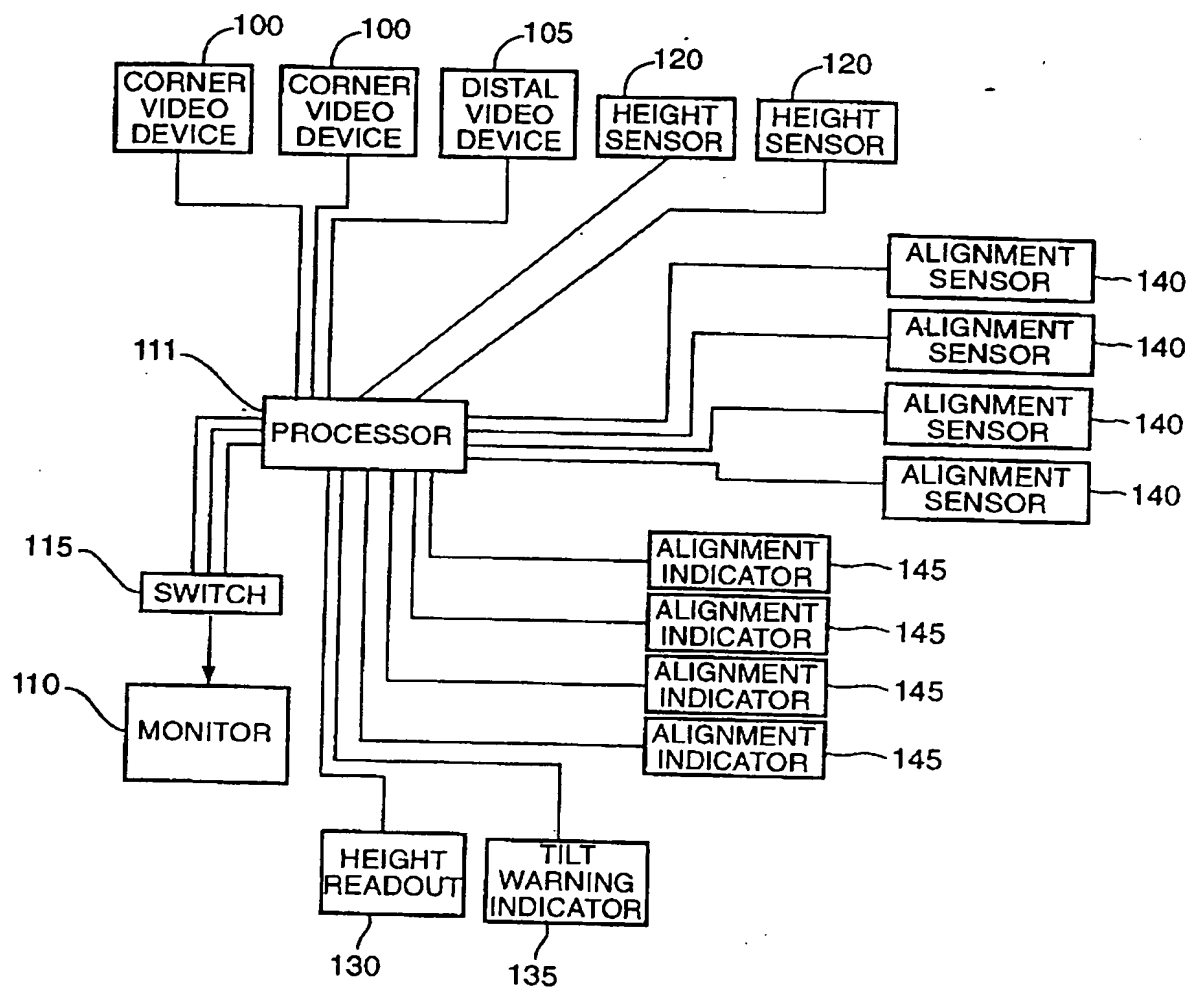 100
100
105
120
120
CORNER
VIDEO
DEVICE
CORNER
VIDEO
DEVICE
DISTAL
VIDEO
DEVICE
HEIGHT
SENSOR
HEIGHT
SENSOR
ALIGNMENT
SENSOR
140
ALIGNMENT
SENSOR
140
ALIGNMENT
SENSOR
140
ALIGNMENT
SENSOR
140
111
PROCESSOR
115
SWITCH
110
MONITOR
ALIGNMENT
INDICATOR
145
ALIGNMENT
INDICATOR
145
ALIGNMENT
INDICATOR
145
ALIGNMENT
INDICATOR
145
HEIGHT
READOUT
130
TILT
WARNING
INDICATOR
135